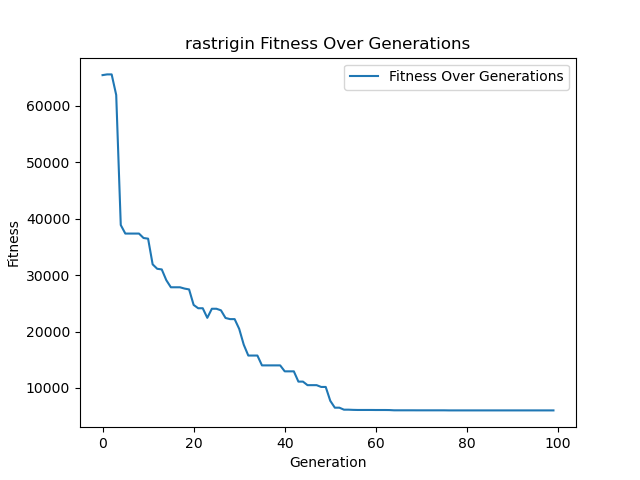 rastrigin Fitness Over Generations
Fitness Over Generations
60000
50000
40000
30000
20000
10000
Fitness
0 20 40 60 80 100
Generation